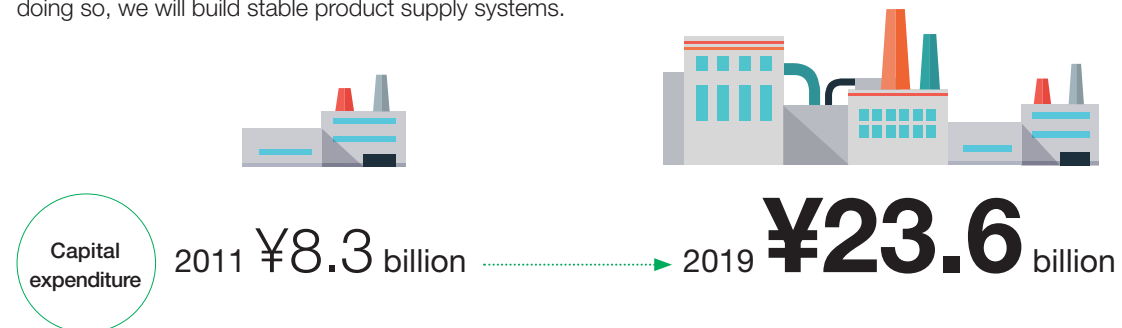 doing so, we will build stable product supply systems.
Capital
expenditure
2011 ¥8.3 billion
2019 ¥23.6 billion